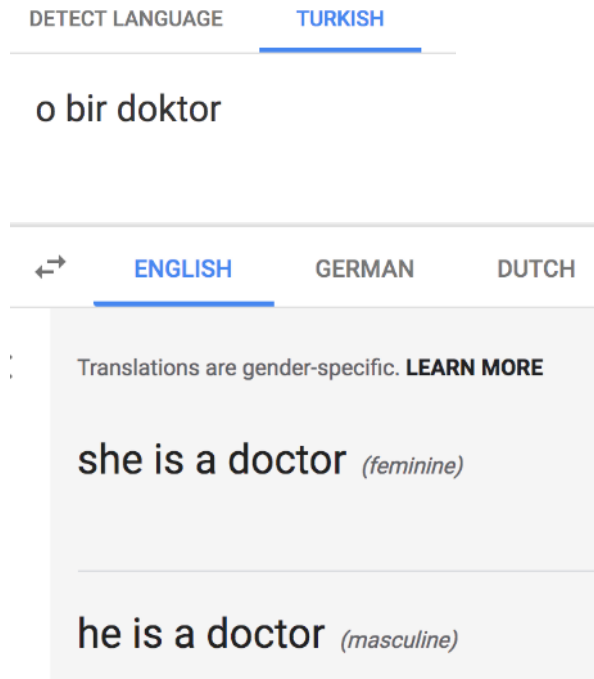 DETECT LANGUAGE TURKISH
o bir doktor
ENGLISH GERMAN DUTCH
Translations are gender-specific. LEARN MORE
she is a doctor (feminine)
he is a doctor (masculine)